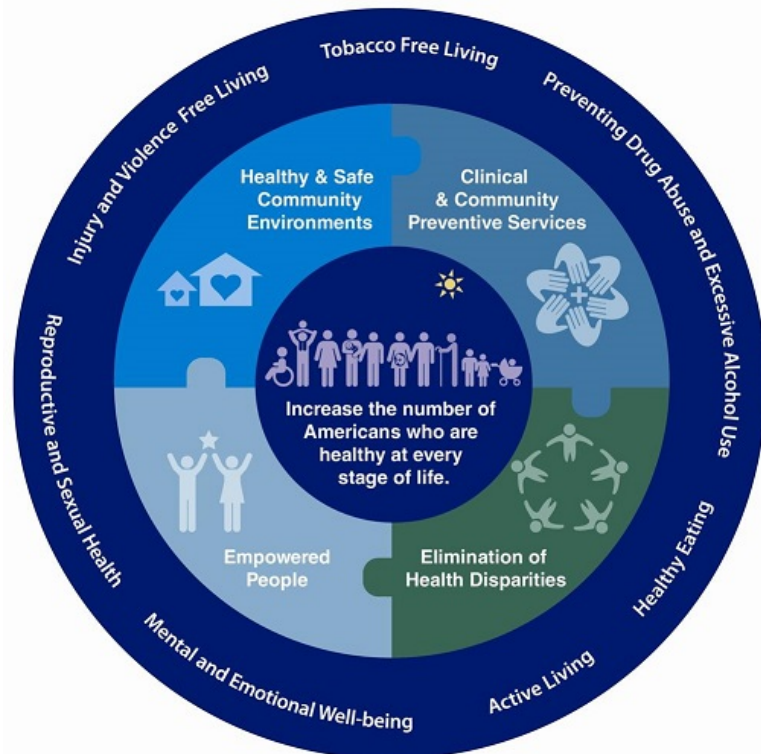 Tobacco Free Living
Preventing Drug Abuse and Excessive Alcohol Use
Healthy Eating
Active Living
Mental and Emotional Well-being
Reproductive and Sexual Health
Injury and Violence Free Living
Healthy & Safe
Community
Environments
Clinical
& Community
Preventive Services
Increase the number of
Americans who are
healthy at every
stage of life.
Empowered
People
Elimination of
Health Disparities